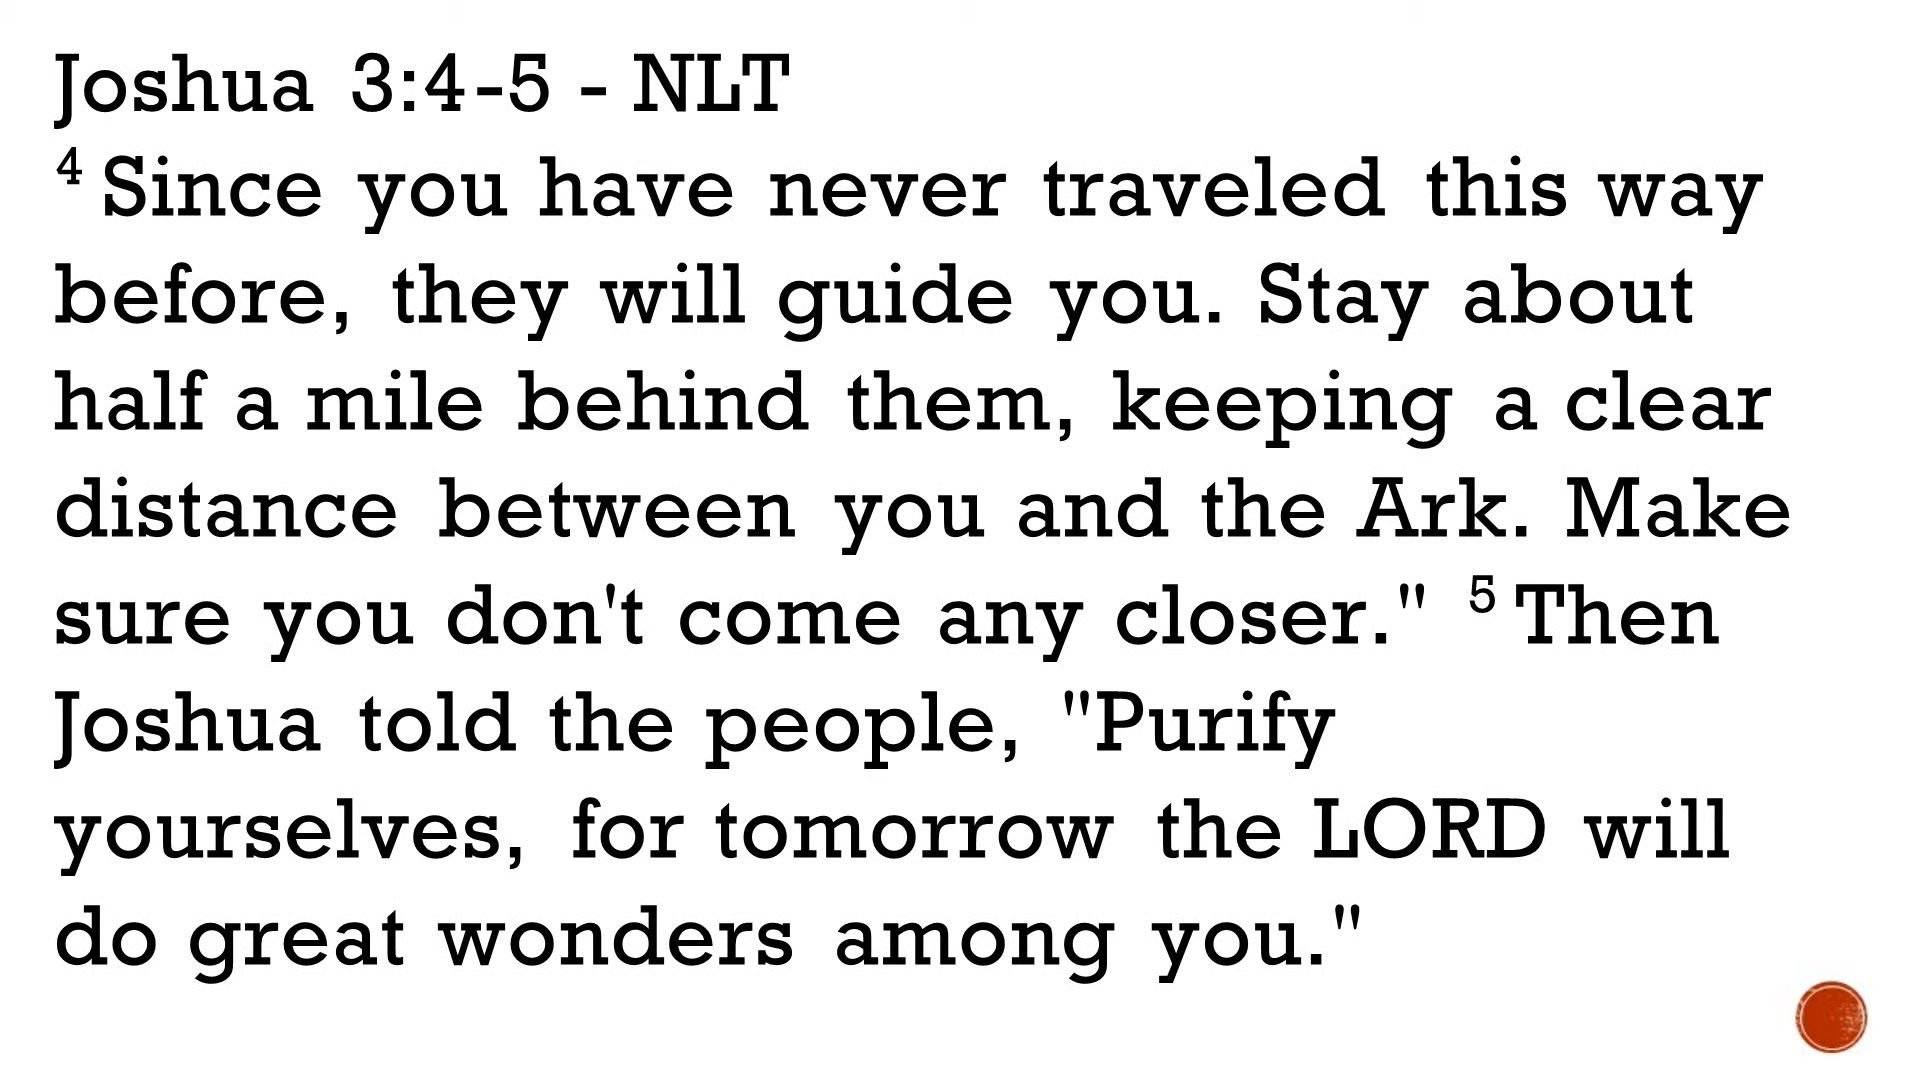 Joshua 3:4-5 - NLT
⁴ Since you have never traveled this way
before, they will guide you. Stay about
half a mile behind them, keeping a clear
distance between you and the Ark. Make
sure you don't come any closer." ⁵ Then
Joshua told the people, "Purify
yourselves, for tomorrow the LORD will
do great wonders among you."